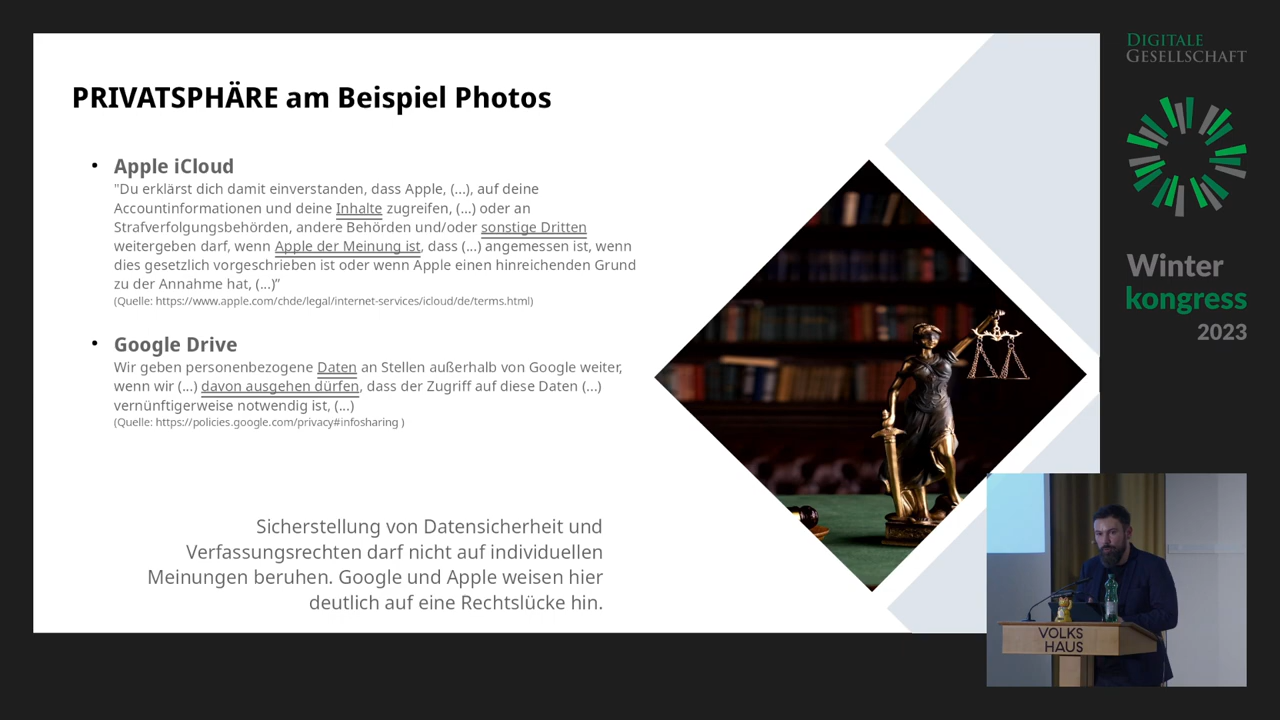 PRIVATSPHÄRE am Beispiel Photos
• Apple iCloud
"Du erklärst dich damit einverstanden, dass Apple, (...), auf deine
Accountinformationen und deine Inhalte zugreifen, (...) oder an
Strafverfolgungsbehörden, andere Behörden und/oder sonstige Dritten
weitergeben darf, wenn Apple der Meinung ist, dass (...) angemessen ist, wenn
dies gesetzlich vorgeschrieben ist oder wenn Apple einen hinreichenden Grund
zu der Annahme hat, (...)"
(Quelle: https://www.apple.com/chde/legal/internet-services/icloud/de/terms.html)
• Google Drive
Wir geben personenbezogene Daten an Stellen außerhalb von Google weiter,
wenn wir (...) davon ausgehen dürfen, dass der Zugriff auf diese Daten (...)
vernünftigerweise notwendig ist, (...)
(Quelle: https://policies.google.com/privacy#infosharing )
Sicherstellung von Datensicherheit und
Verfassungsrechten darf nicht auf individuellen
Meinungen beruhen. Google und Apple weisen hier
deutlich auf eine Rechtslücke hin.
DIGITALE
GESELLSCHAFT
Winter
kongress
2023
VOLKS
HAUS